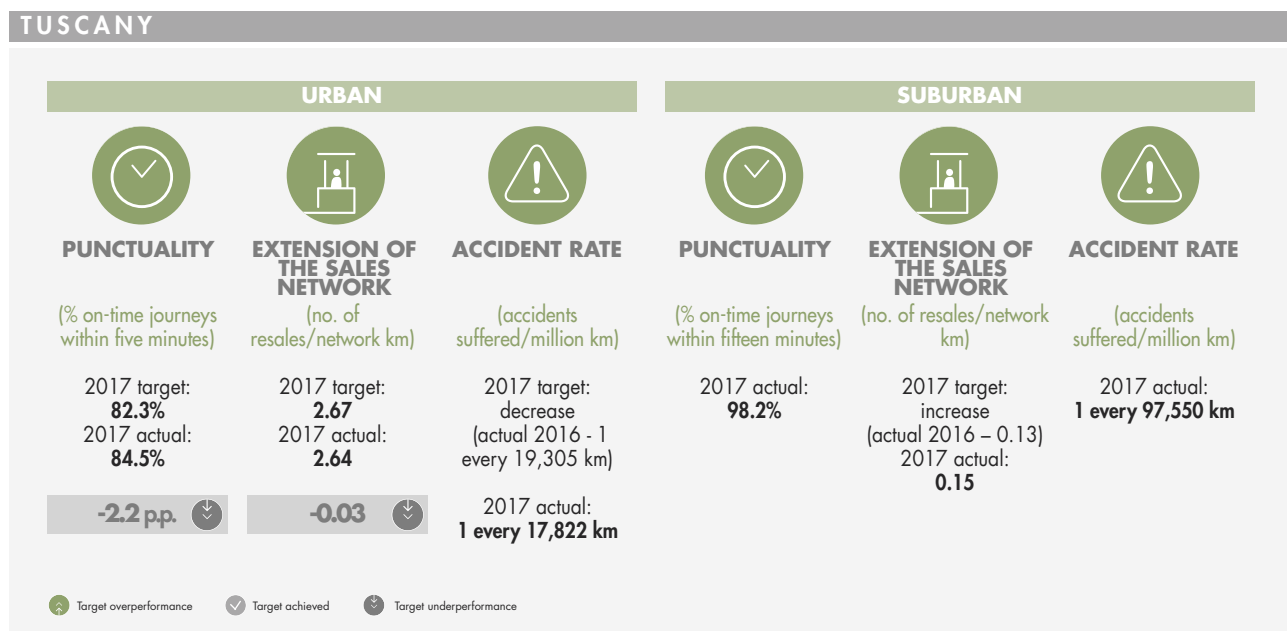 TUSCANY
URBAN
PUNCTUALITY
(% on-time journeys
within five minutes)
2017 target:
82.3%
2017 actual:
84.5%
-2.2 p.p.
EXTENSION OF
THE SALES
NETWORK
(no. of
resales/network km)
2017 target:
2.67
2017 actual:
2.64
-0.03
ACCIDENT RATE
(accidents
suffered/million km)
2017 target:
decrease
(actual 2016 - 1
every 19,305 km)
2017 actual:
1 every 17,822 km
SUBURBAN
PUNCTUALITY
(% on-time journeys
within fifteen minutes)
2017 actual:
98.2%
EXTENSION OF
THE SALES
NETWORK
(no. of resales/network
km)
2017 target:
increase
(actual 2016 – 0.13)
2017 actual:
0.15
ACCIDENT RATE
(accidents
suffered/million km)
2017 actual:
1 every 97,550 km
Target overperformance
Target achieved
Target underperformance